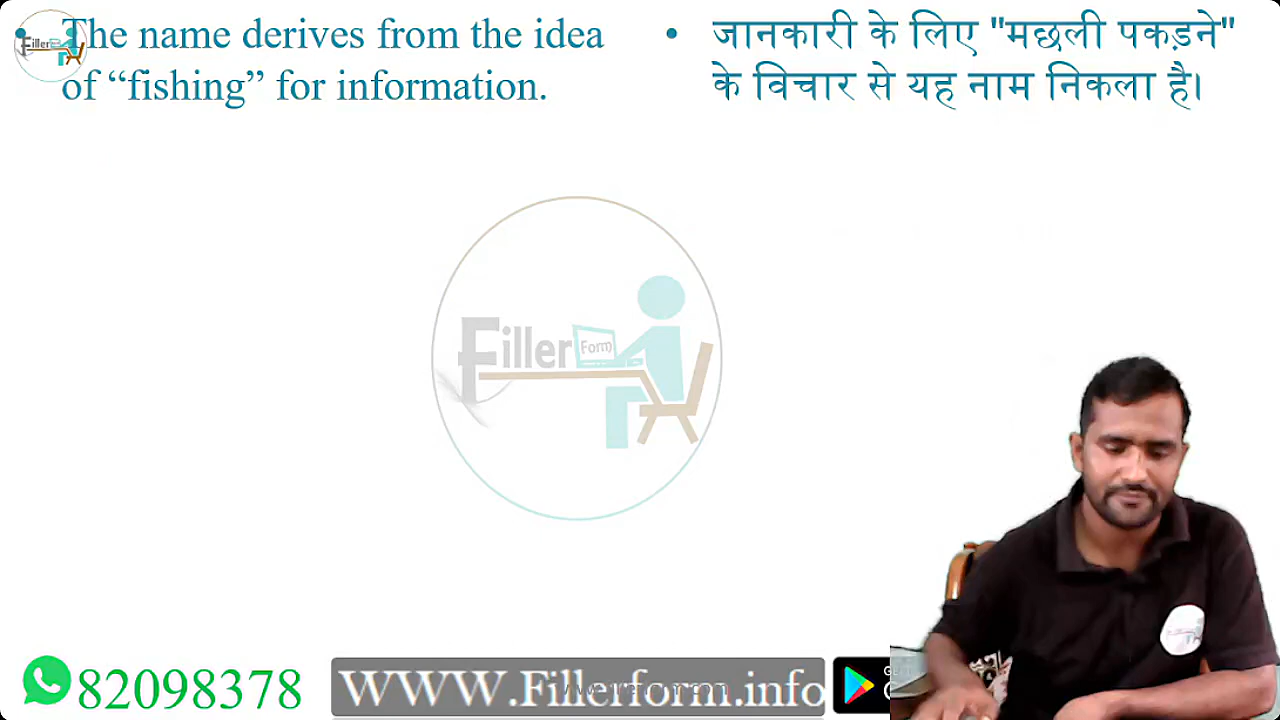 The name derives from the idea
of “fishing” for information.
जानकारी के लिए "मछली पकड़ने"
के विचार से यह नाम निकला है।
Filler
Filler Form
82098378
WWW.Fillerform.info